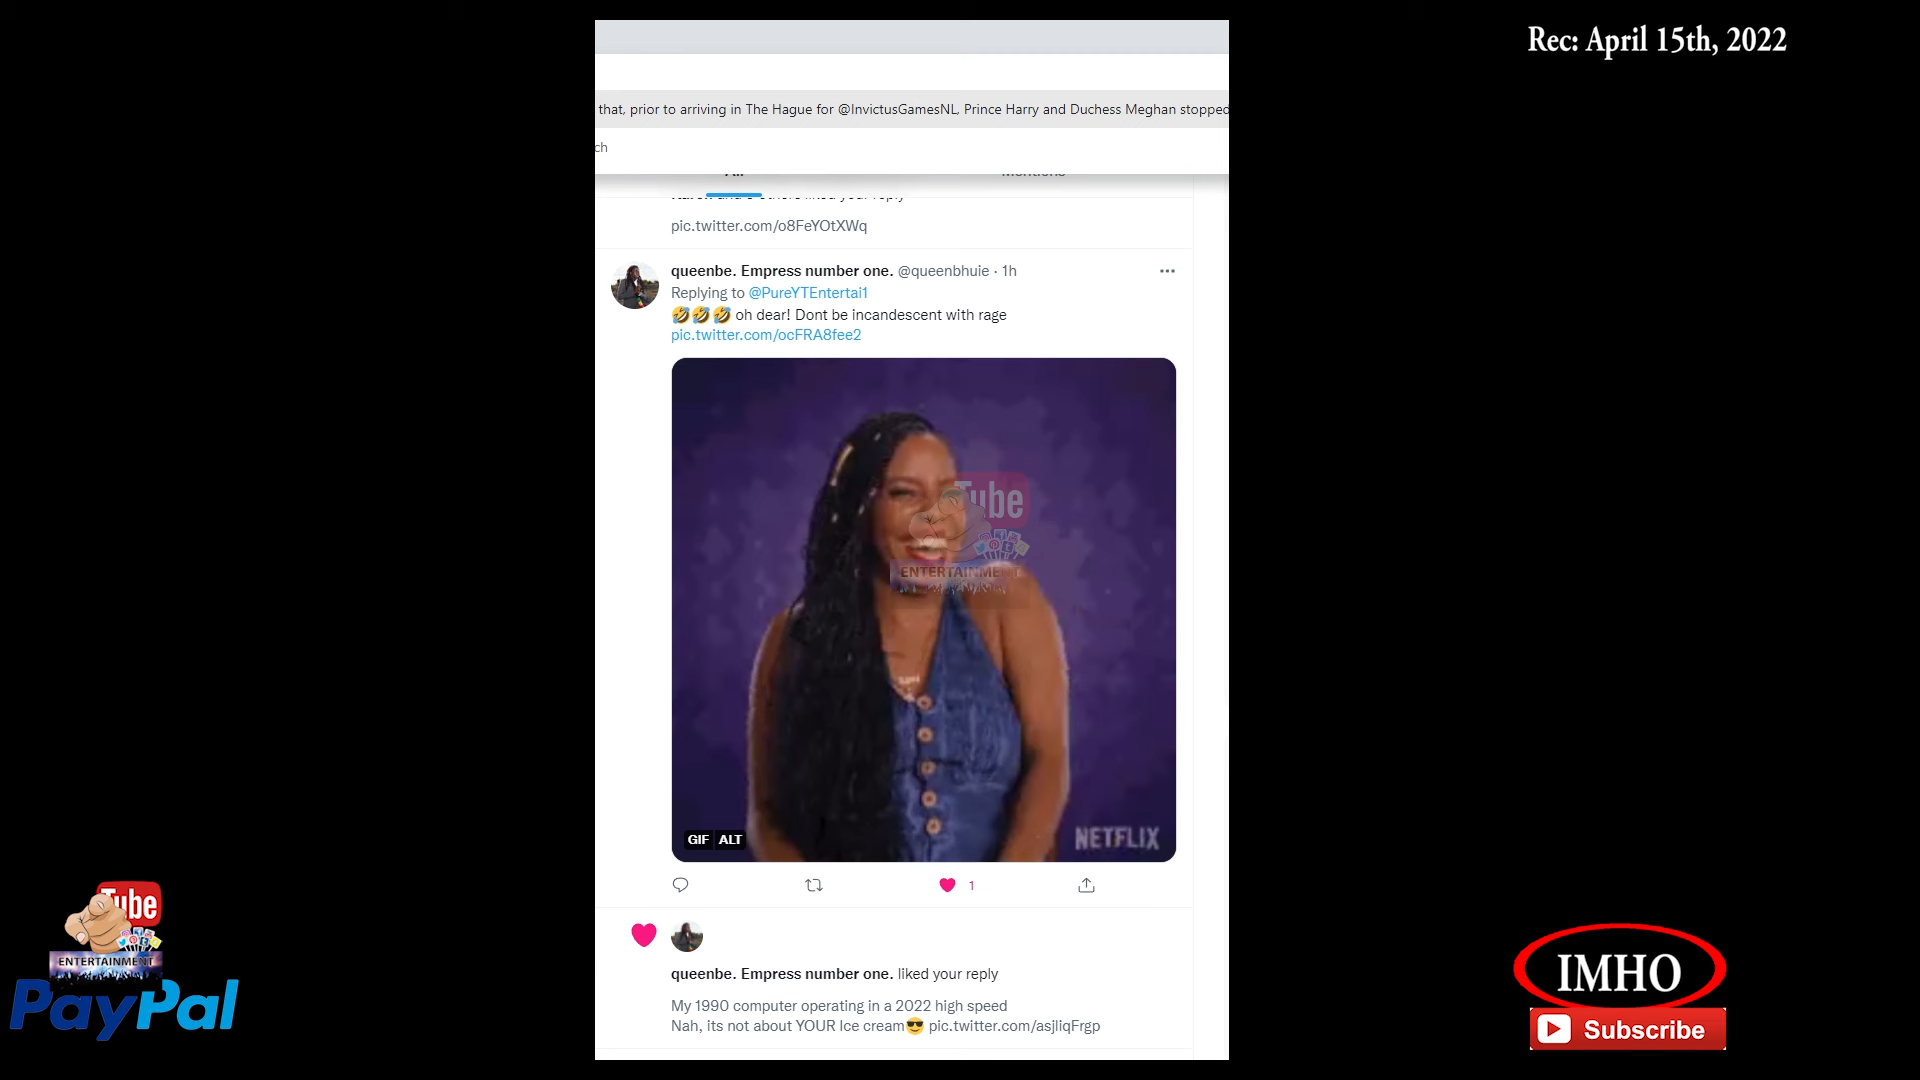 Rec: April 15th, 2022
that, prior to arriving in The Hague for @InvictusGamesNL, Prince Harry and Duchess Meghan stopped
ch
All
Mentions
others liked your reply
pic.twitter.com/o8FeYOtXWq
queenbe. Empress number one. @queenbhuie · 1h
Replying to @PureYTEntertai1
🤣🤣🤣 oh dear! Dont be incandescent with rage
pic.twitter.com/ocFRA8fee2
Tube
ENTERTAINMENT
GIF ALT
NETFLIX
1
queenbe. Empress number one. liked your reply
My 1990 computer operating in a 2022 high speed
Nah, its not about YOUR Ice cream😎 pic.twitter.com/asjliqFrgp
Tube
ENTERTAINMENT
PayPal
IMHO
Subscribe